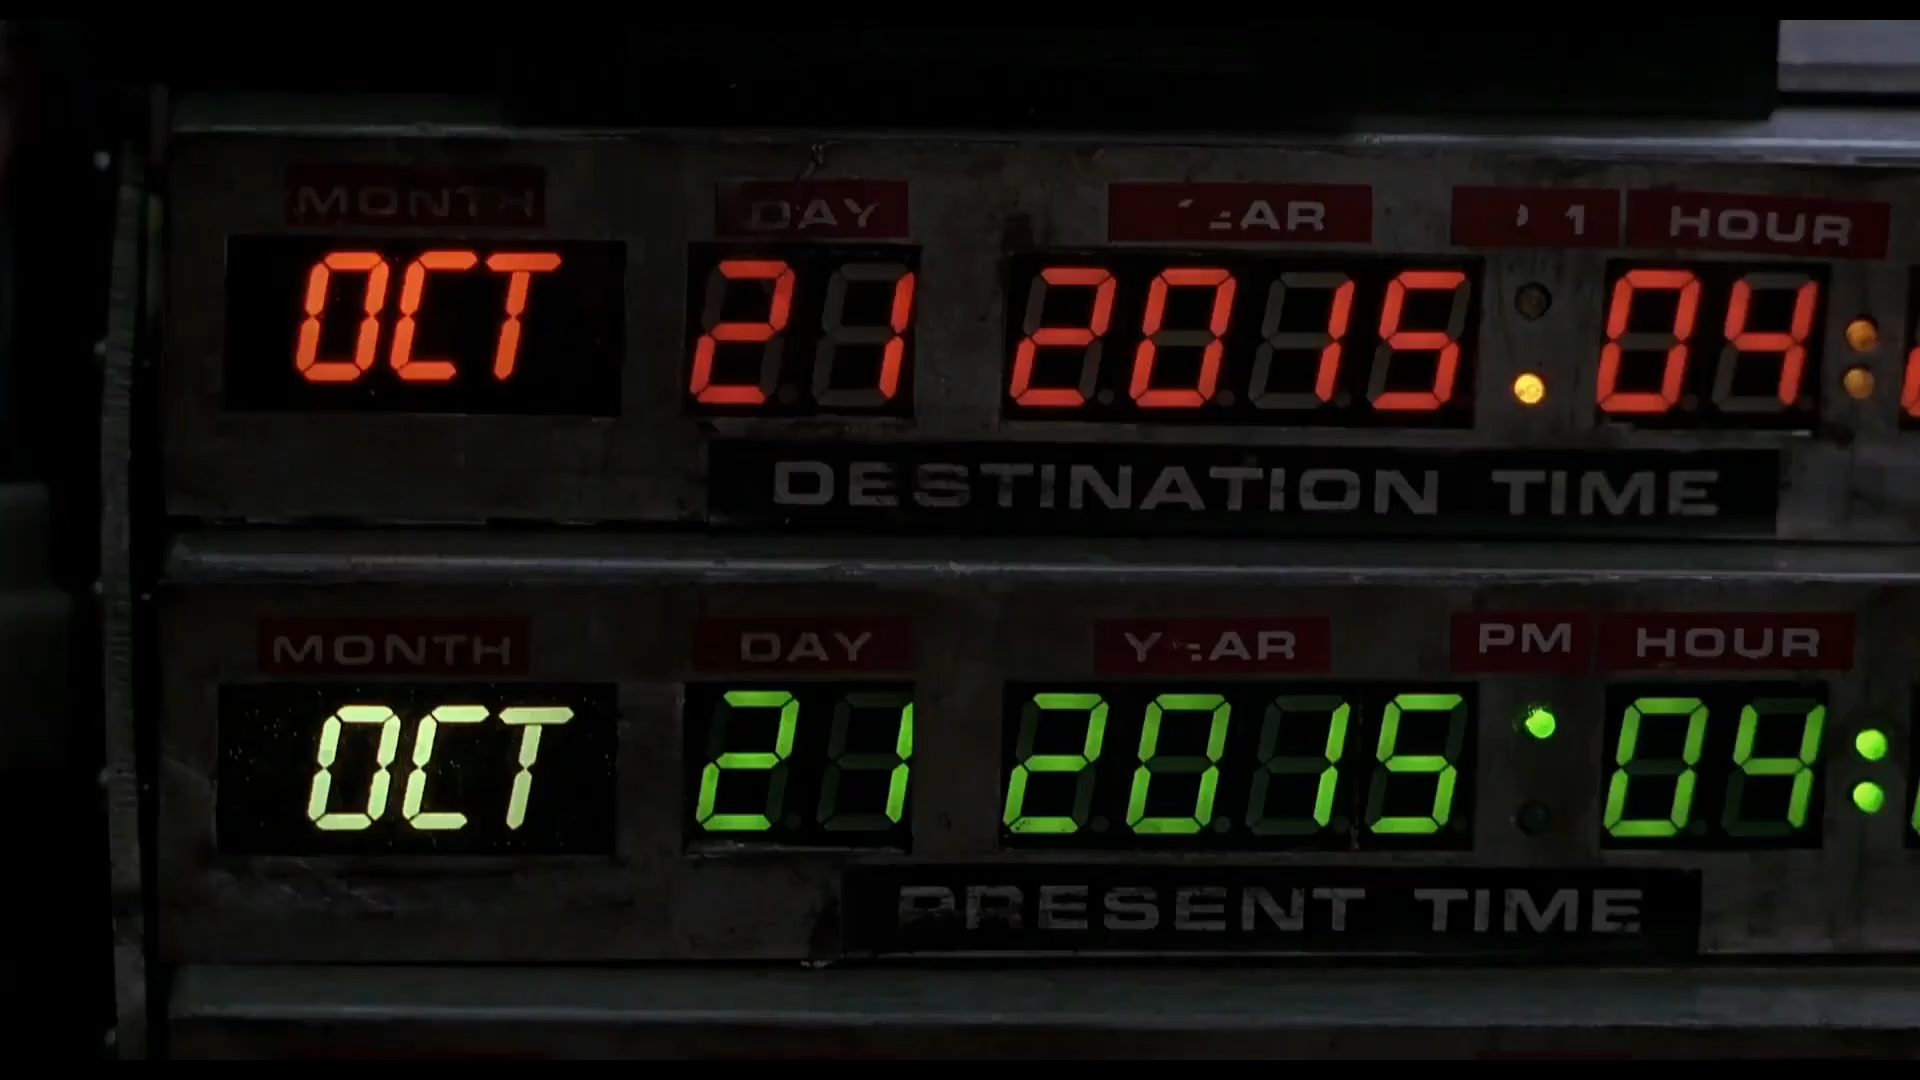 MONTH DAY HOUR
OCT 21 2015 04:
DESTINATION TIME
MONTH DAY YEAR PM HOUR
OCT 21 2015 04:
PRESENT TIME